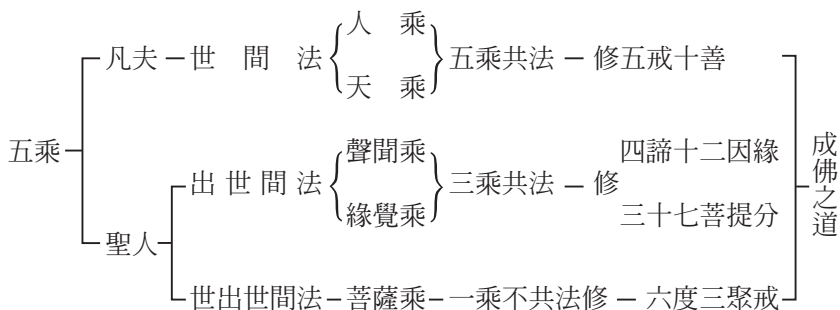 五乘
凡夫
世間法
人乘
天乘
五乘共法
修五戒十善
聖人
出世間法
聲聞乘
緣覺乘
三乘共法
修
四諦十二因緣
三十七菩提分
世出世間法
菩薩乘
一乘不共法修
六度三聚戒
成佛之道